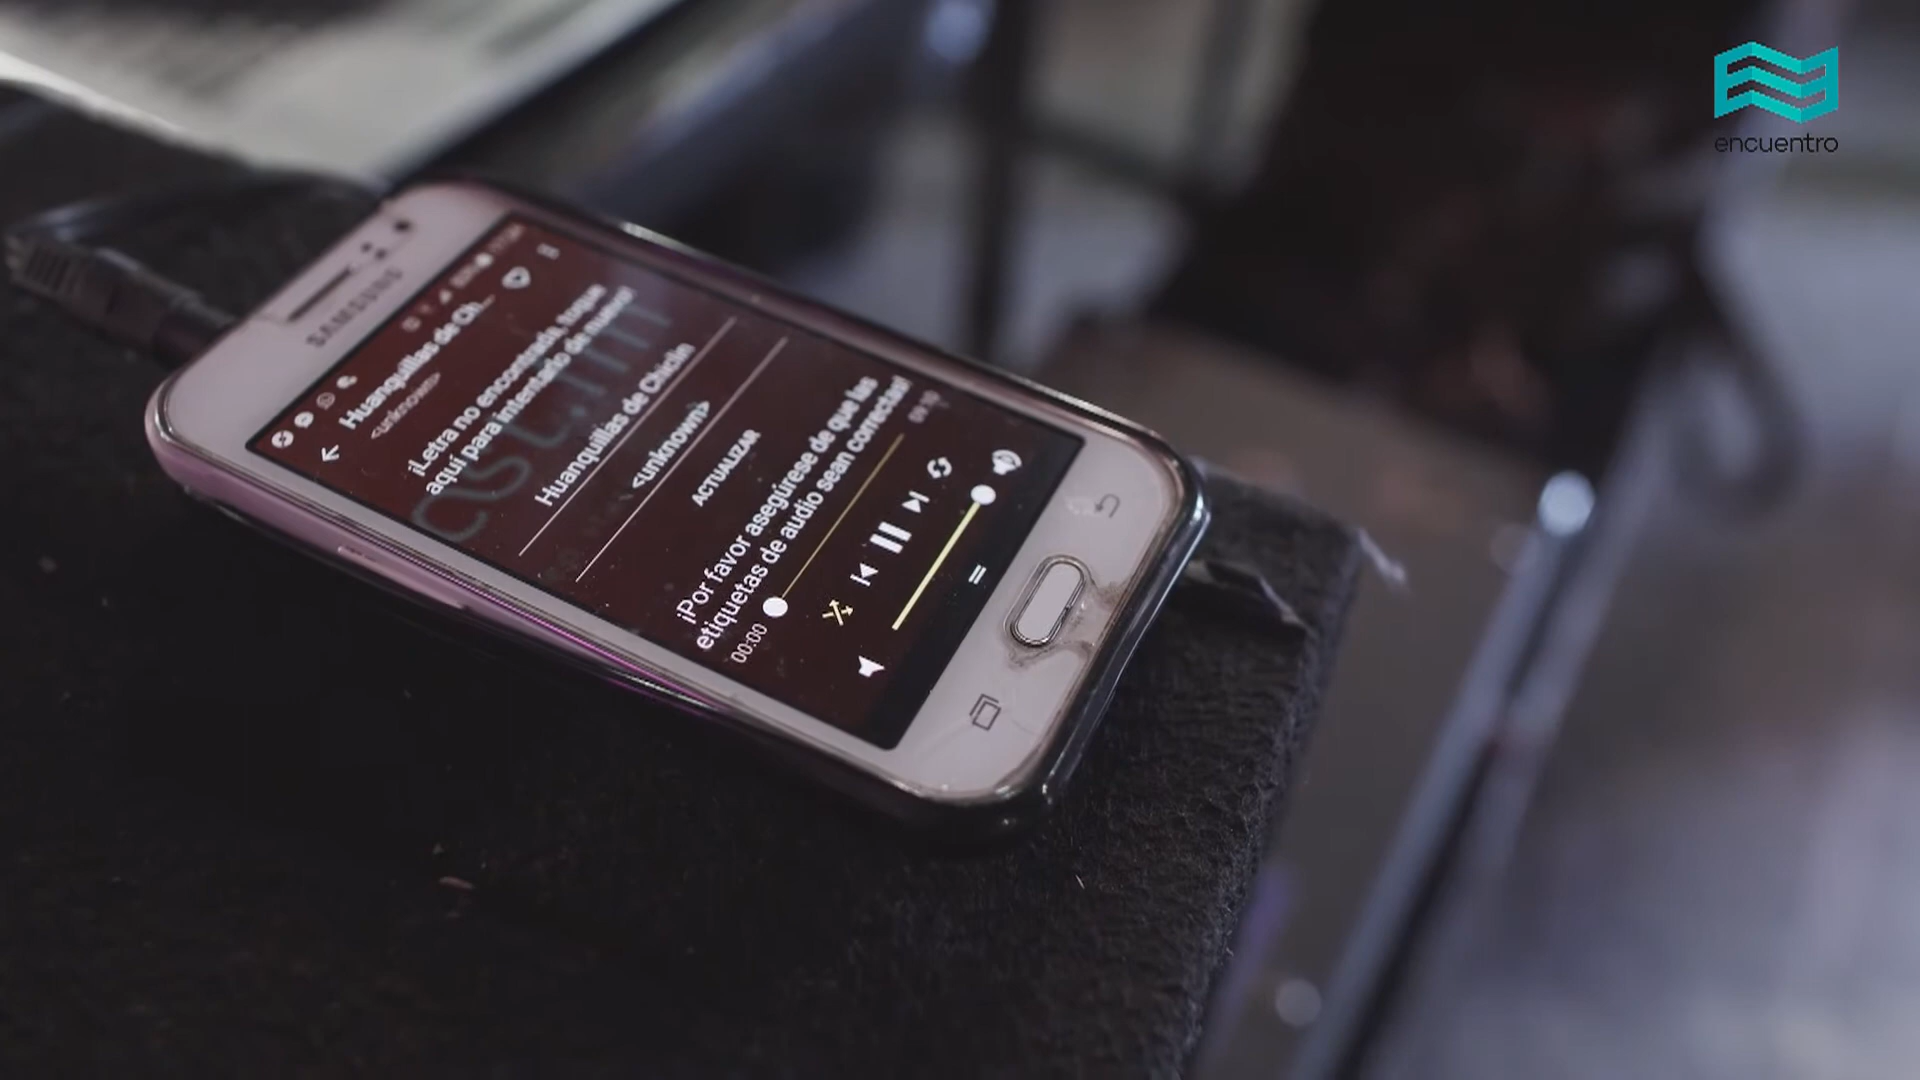 encuentro
SAMSUNG
Huanquillas de Ch...
<unknown>
¡Letra no encontrada, toque
aquí para intentarlo de nuevo!
Huanquillas de Chiclin
<unknown>
ACTUALIZAR
¡Por favor asegúrese de que las
etiquetas de audio sean correctas!
00:00